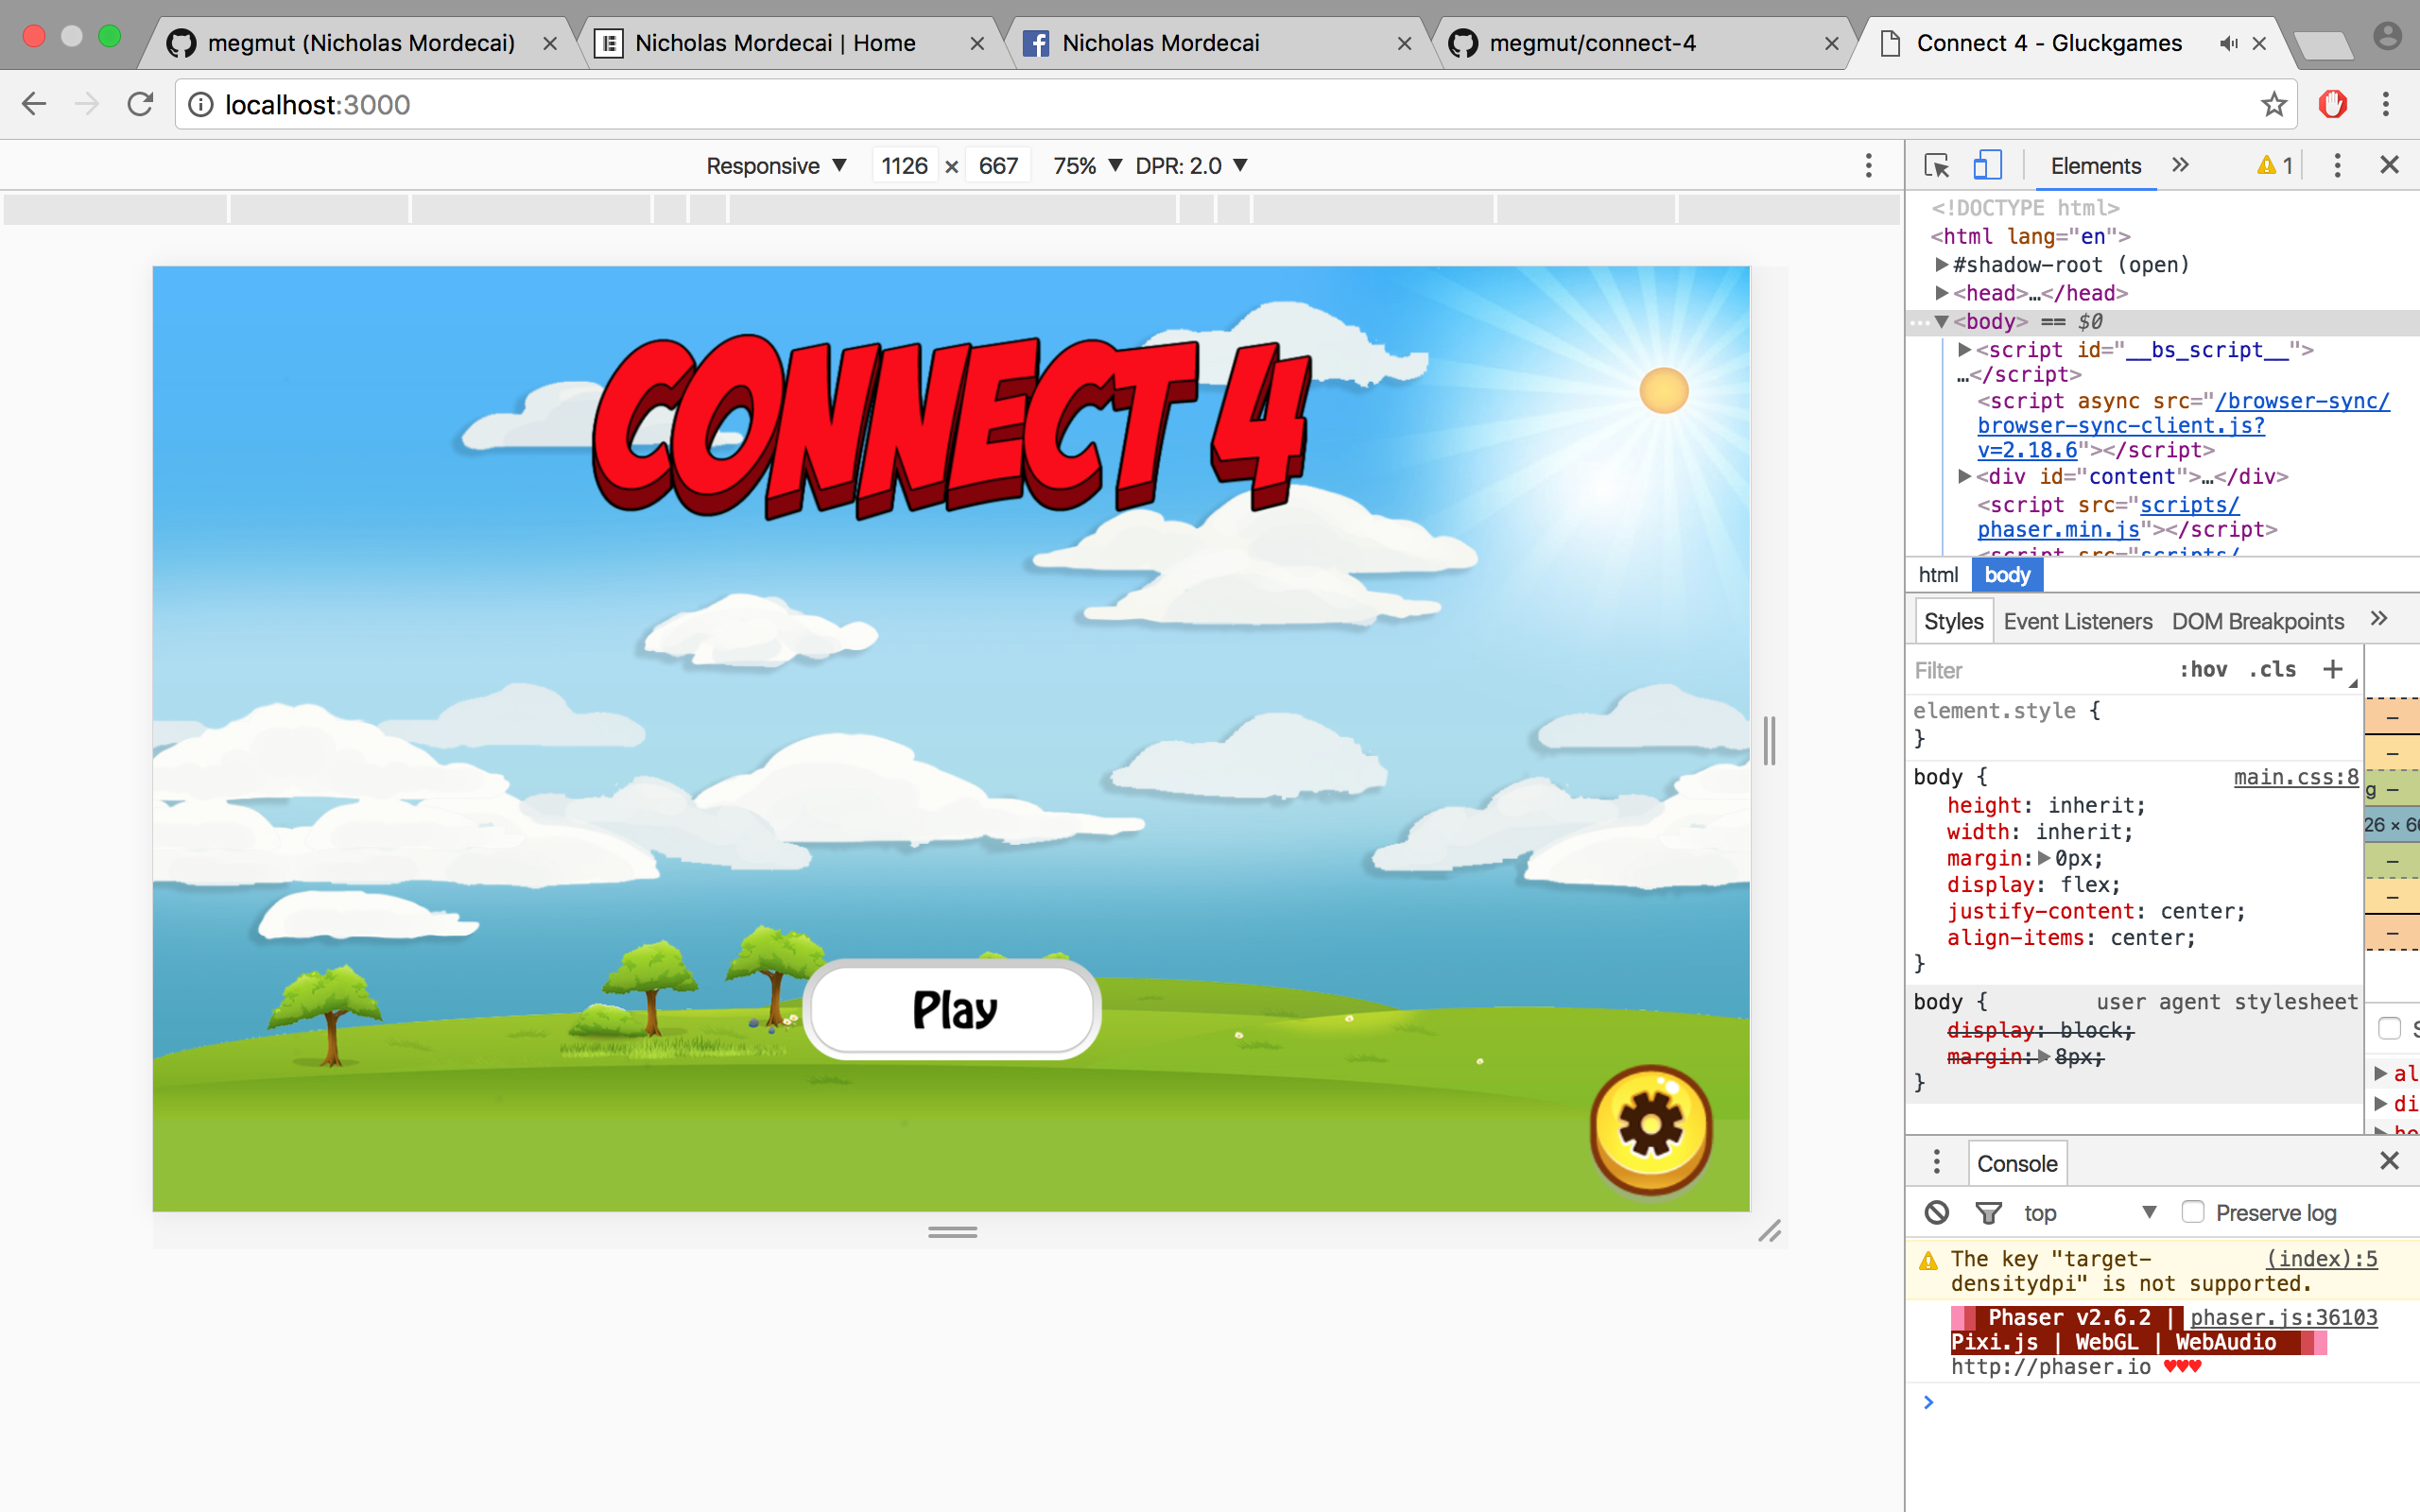 megmut (Nicholas Mordecai)
Nicholas Mordecai | Home
Nicholas Mordecai
megmut/connect-4
Connect 4 - Gluckgames
localhost:3000
Responsive ▼ 1126 × 667 75% ▼ DPR: 2.0 ▼
CONNECT 4
Play
Elements » 1
<!DOCTYPE html>
<html lang="en">
▶#shadow-root (open)
▶<head>…</head>
…▼<body> == $0
▶<script id="__bs_script__">
…</script>
<script async src="/browser-sync/
browser-sync-client.js?
v=2.18.6"></script>
▶<div id="content">…</div>
<script src="scripts/
phaser.min.js"></script>
<script src="scripts/
html body
Styles Event Listeners DOM Breakpoints »
Filter :hov .cls +
element.style {
}
body { main.css:8
height: inherit;
width: inherit;
margin:▶0px;
display: flex;
justify-content: center;
align-items: center;
}
body { user agent stylesheet
display: block;
margin:▶8px;
}
–
–
g –
26 × 66
–
–
–
S
▶al
▶di
▶ho
Console
top ▼ Preserve log
The key "target- (index):5
densitydpi" is not supported.
Phaser v2.6.2 | phaser.js:36103
Pixi.js | WebGL | WebAudio
http://phaser.io ♥♥♥
>